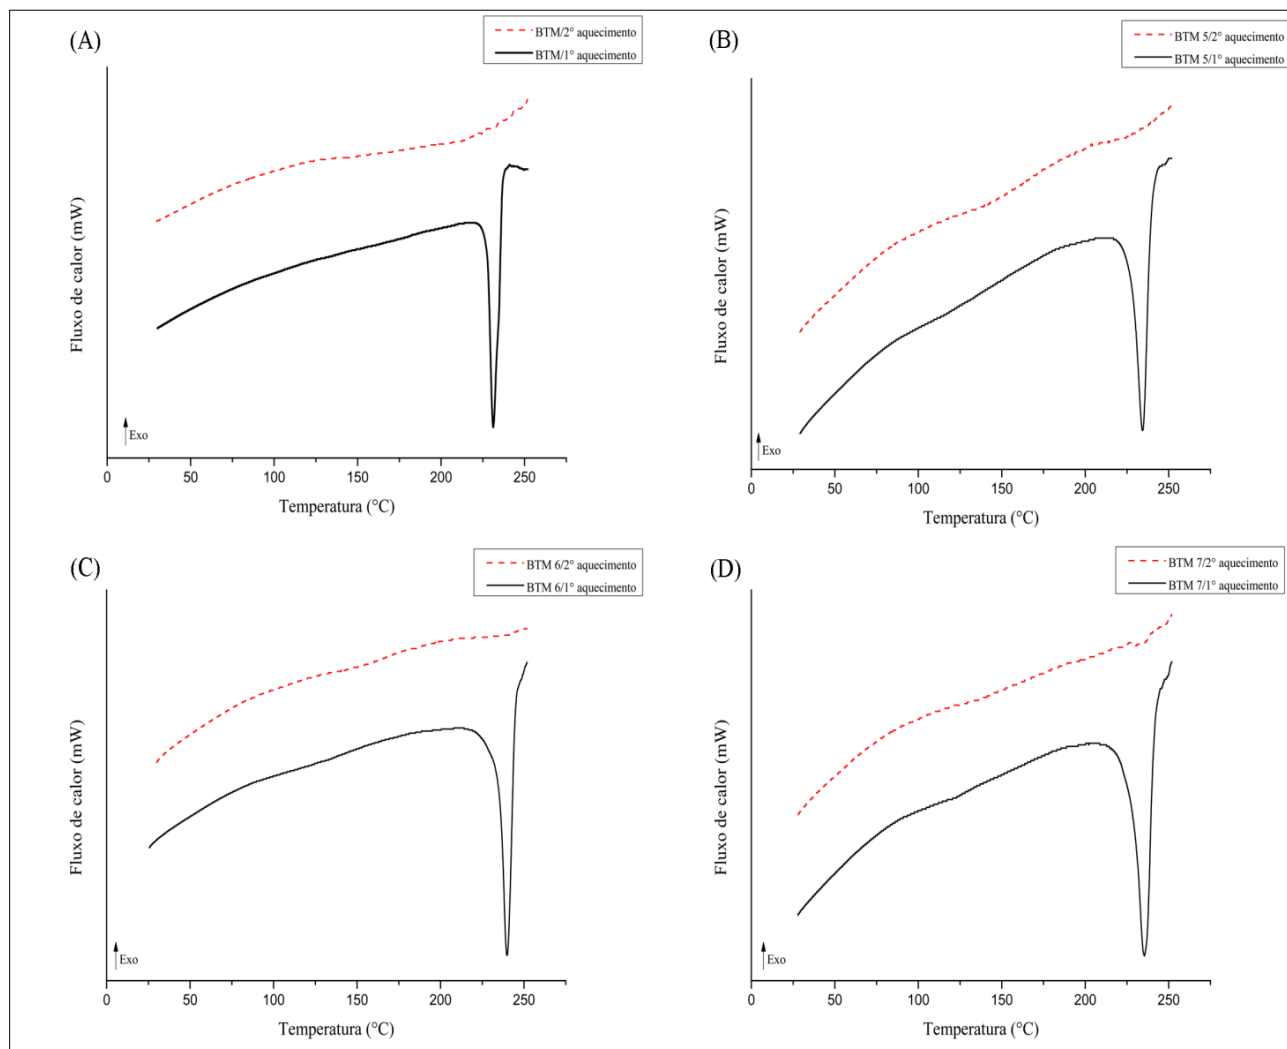 (A)
BTM/2° aquecimento
BTM/1° aquecimento
Fluxo de calor (mW)
Exo
0 50 100 150 200 250
Temperatura (°C)
(B)
BTM 5/2° aquecimento
BTM 5/1° aquecimento
Fluxo de calor (mW)
Exo
0 50 100 150 200 250
Temperatura (°C)
(C)
BTM 6/2° aquecimento
BTM 6/1° aquecimento
Fluxo de calor (mW)
Exo
0 50 100 150 200 250
Temperatura (°C)
(D)
BTM 7/2° aquecimento
BTM 7/1° aquecimento
Fluxo de calor (mW)
Exo
0 50 100 150 200 250
Temperatura (°C)